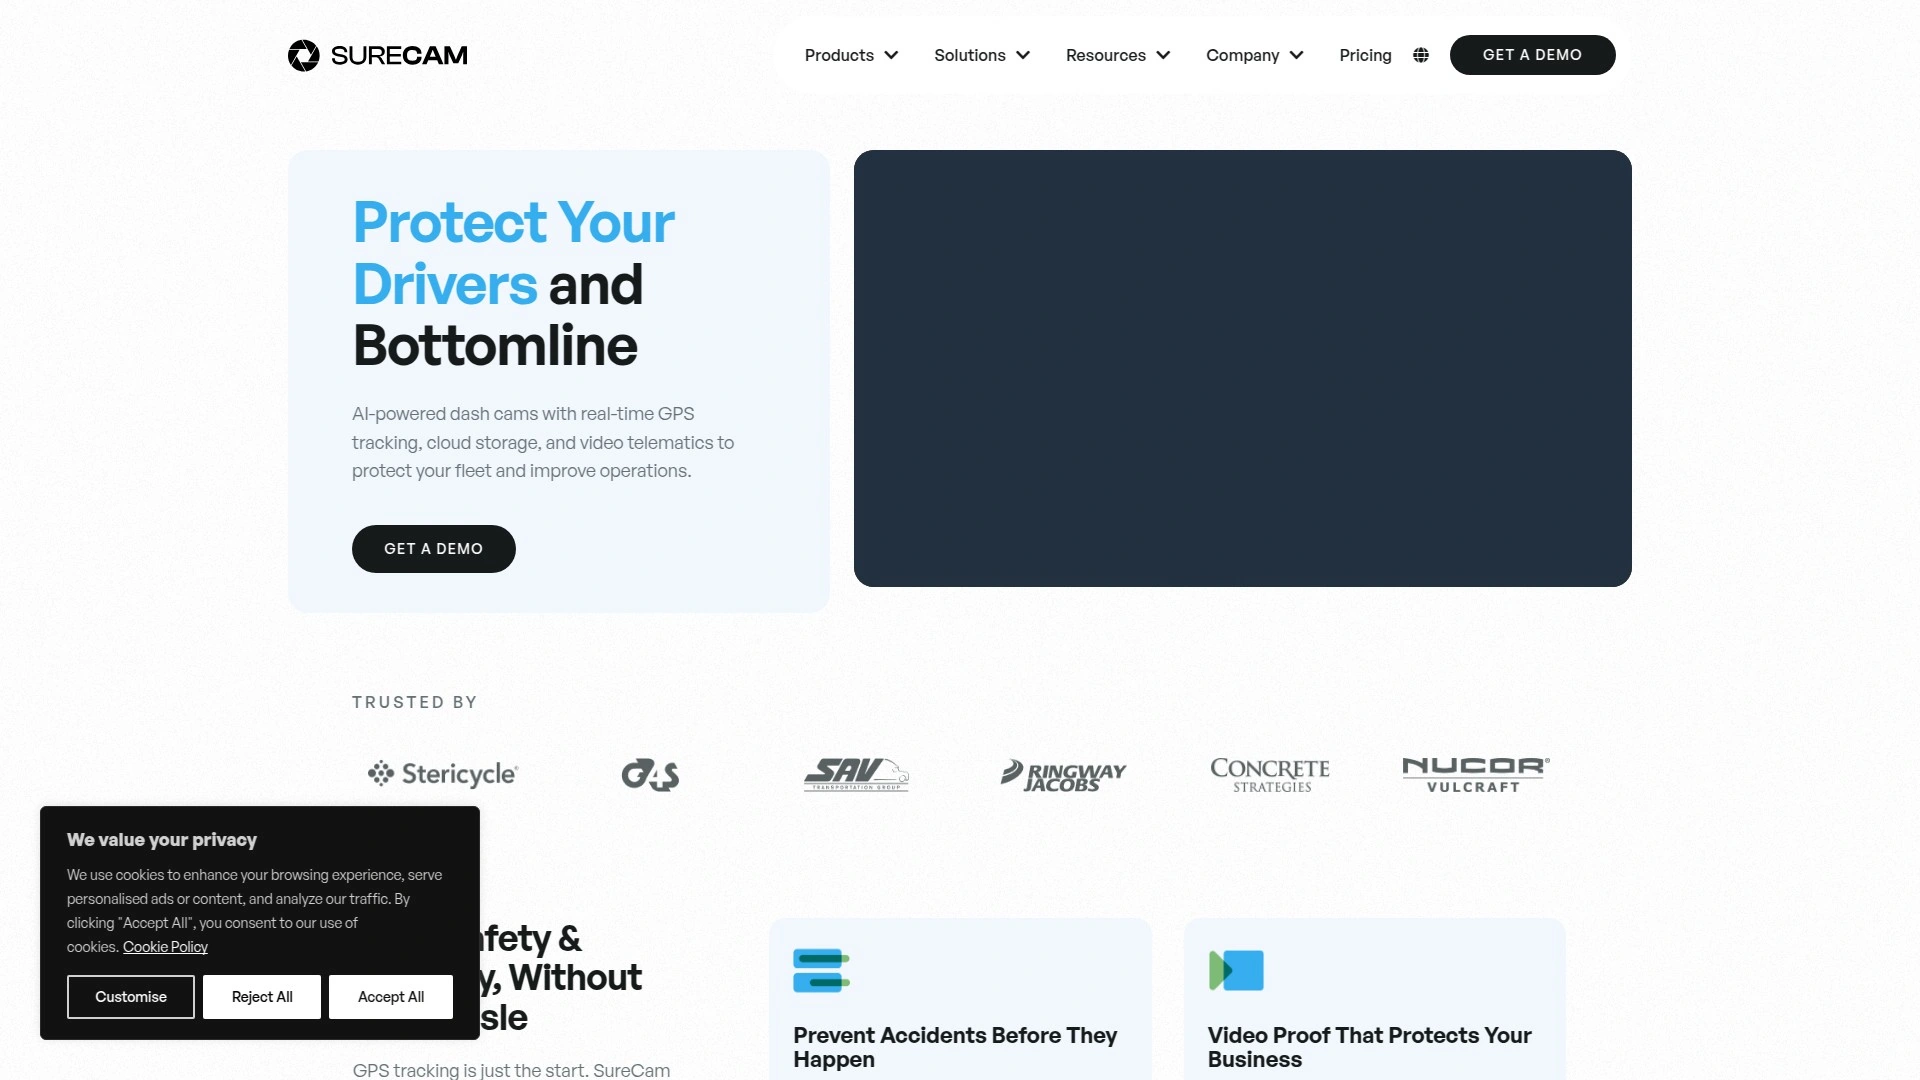 SURECAM
Products
Solutions
Resources
Company
Pricing
GET A DEMO
Protect Your
Drivers and
Bottomline
AI-powered dash cams with real-time GPS
tracking, cloud storage, and video telematics to
protect your fleet and improve operations.
GET A DEMO
TRUSTED BY
Stericycle®
G4S
SAV
TRANSPORTATION GROUP
RINGWAY
JACOBS
CONCRETE
STRATEGIES
NUCOR®
VULCRAFT
We value your privacy
We use cookies to enhance your browsing experience, serve
personalised ads or content, and analyze our traffic. By
clicking "Accept All", you consent to our use of
cookies. Cookie Policy
Customise
Reject All
Accept All
fety &
y, Without
sle
GPS tracking is just the start. SureCam
Prevent Accidents Before They
Happen
Video Proof That Protects Your
Business